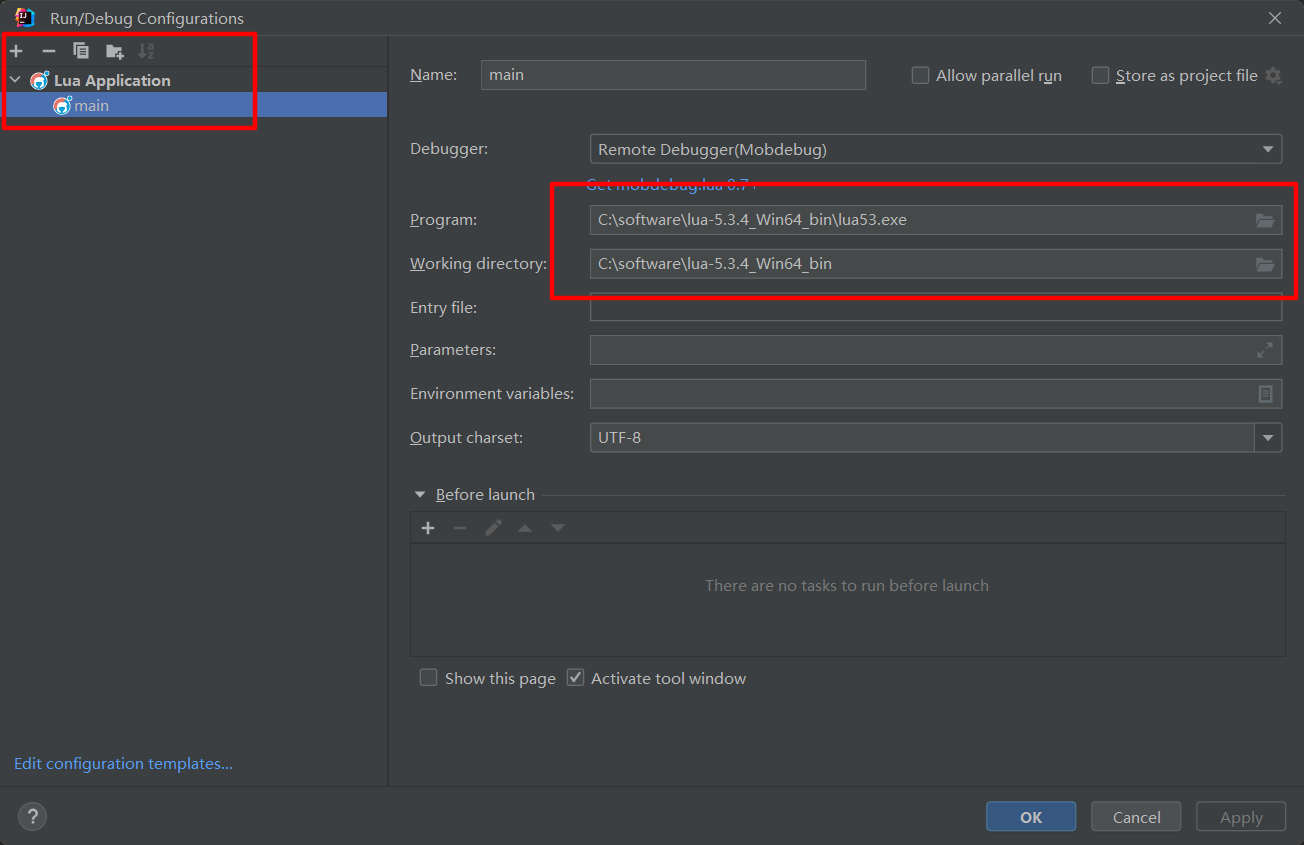 Run/Debug Configurations
Lua Application
main
Name: main
Allow parallel run
Store as project file
Debugger: Remote Debugger(Mobdebug)
Get mobdebug.lua 0.7+
Program: C:\software\lua-5.3.4_Win64_bin\lua53.exe
Working directory: C:\software\lua-5.3.4_Win64_bin
Entry file:
Parameters:
Environment variables:
Output charset: UTF-8
Before launch
There are no tasks to run before launch
Show this page
Activate tool window
Edit configuration templates...
?
OK
Cancel
Apply